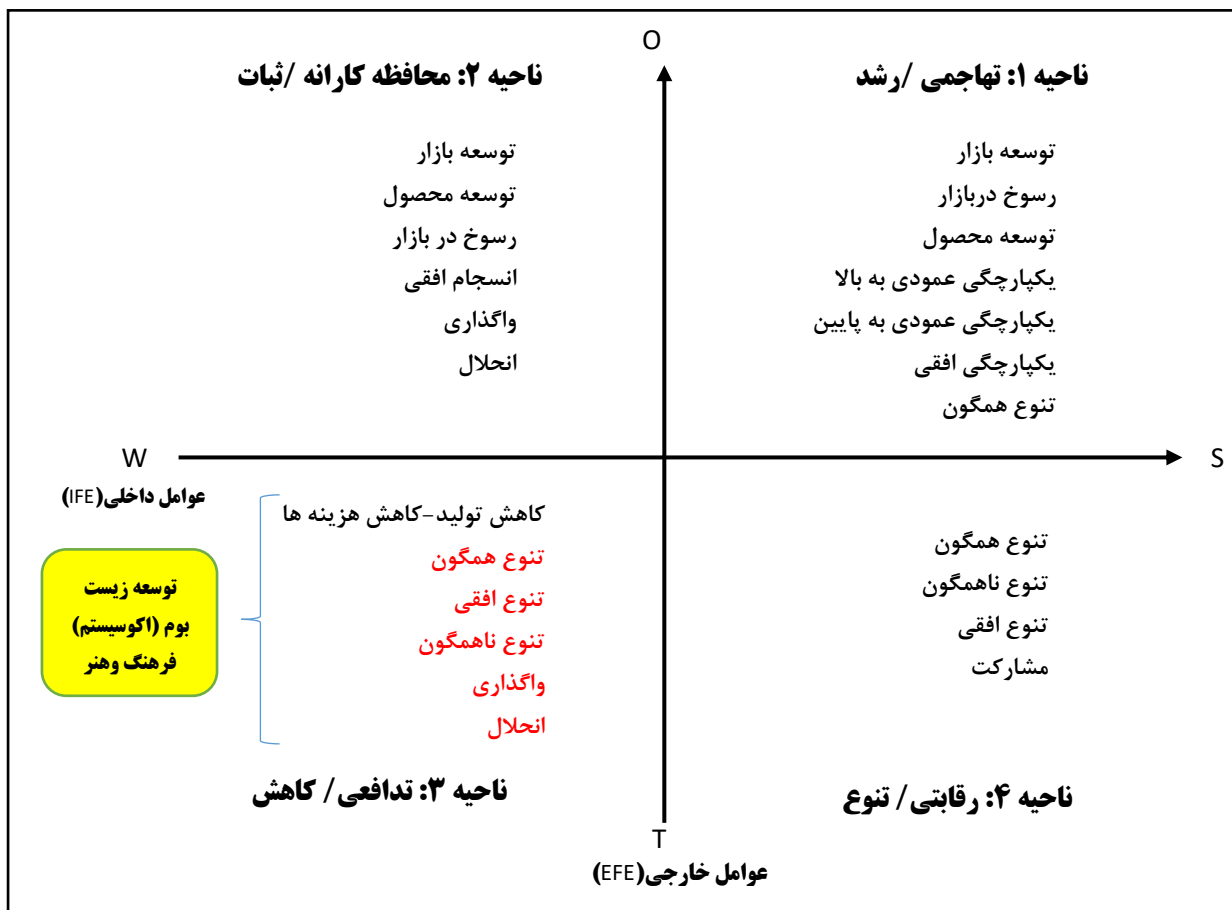 O
ناحیه ۱: تهاجمی /رشد
توسعه بازار
رسوخ دربازار
توسعه محصول
یکپارچگی عمودی به بالا
یکپارچگی عمودی به پایین
یکپارچگی افقی
تنوع همگون
ناحیه ۲: محافظه کارانه /ثبات
توسعه بازار
توسعه محصول
رسوخ در بازار
انسجام افقی
واگذاری
انحلال
S
W
عوامل داخلی(IFE)
کاهش تولید-کاهش هزینه ها
تنوع همگون
تنوع افقی
تنوع ناهمگون
واگذاری
انحلال
توسعه زیست
بوم (اکوسیستم)
فرهنگ وهنر
ناحیه ۳: تدافعی/ کاهش
تنوع همگون
تنوع ناهمگون
تنوع افقی
مشارکت
ناحیه ۴: رقابتی/ تنوع
T
عوامل خارجی(EFE)